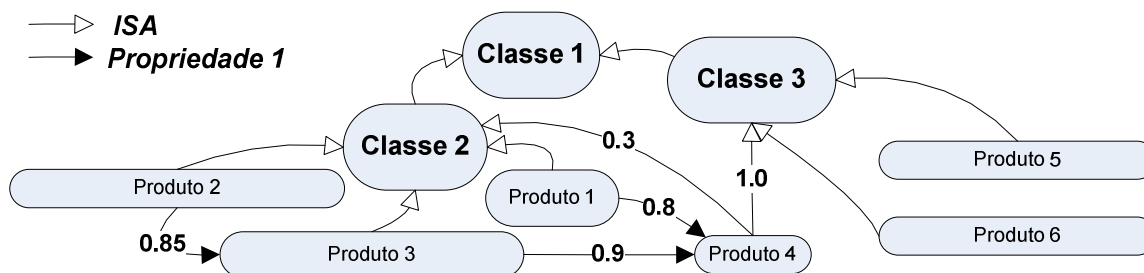 ISA
Propriedade 1
Classe 1
Classe 3
Classe 2
0.3
Produto 5
Produto 2
Produto 1
1.0
0.8
Produto 6
0.85
Produto 3
0.9
Produto 4